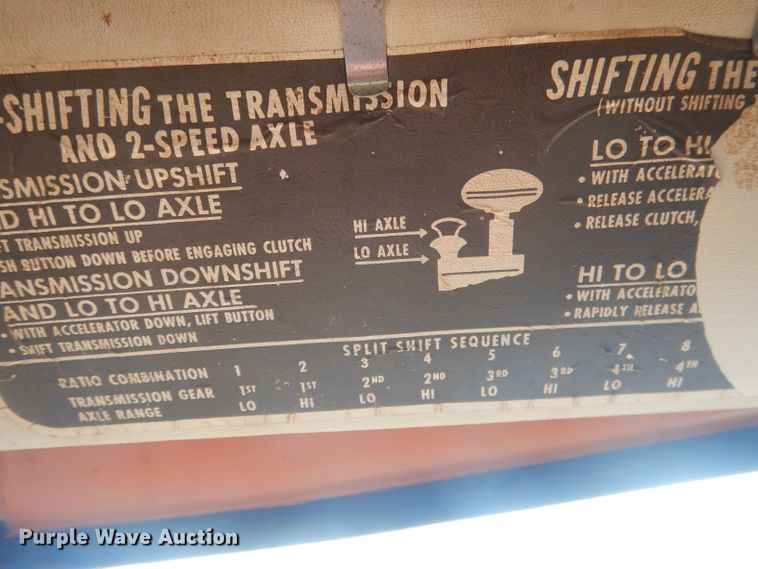 -SHIFTING THE TRANSMISSION
AND 2-SPEED AXLE
SMISSION UPSHIFT
D HI TO LO AXLE
FT TRANSMISSION UP
SH BUTTON DOWN BEFORE ENGAGING CLUTCH
ANSMISSION DOWNSHIFT
AND LO TO HI AXLE
• WITH ACCELERATOR DOWN, LIFT BUTTON
• SHIFT TRANSMISSION DOWN
HI AXLE
LO AXLE
SHIFTING THE
(WITHOUT SHIFTING
LO TO HI
• WITH ACCELERATO
• RELEASE ACCELERA
• RELEASE CLUTCH,
HI TO LO
• WITH ACCELERATO
• RAPIDLY RELEASE A
SPLIT SHIFT SEQUENCE
RATIO COMBINATION 1 2 3 4 5 6 7 8
TRANSMISSION GEAR 1ST 1ST 2ND 2ND 3RD 3RD 4TH 4TH
AXLE RANGE LO HI LO HI LO HI LO HI
Purple Wave Auction